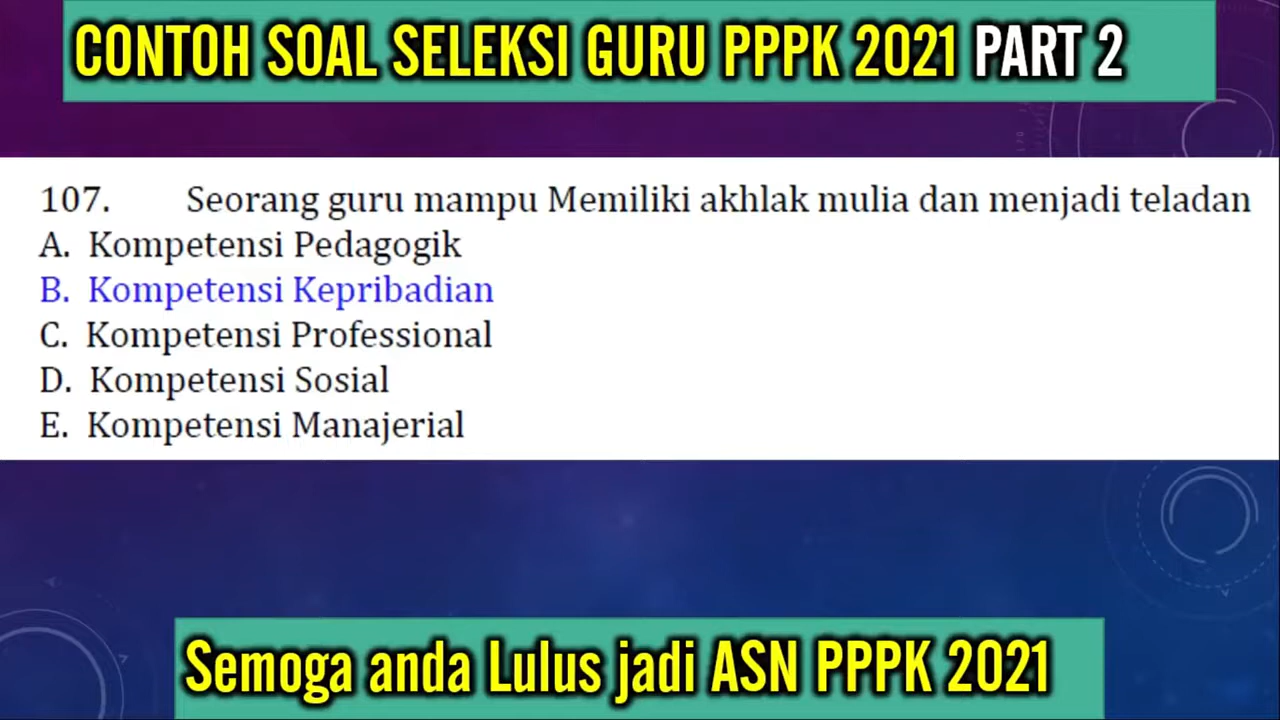 CONTOH SOAL SELEKSI GURU PPPK 2021 PART 2
107. Seorang guru mampu Memiliki akhlak mulia dan menjadi teladan
A. Kompetensi Pedagogik
B. Kompetensi Kepribadian
C. Kompetensi Professional
D. Kompetensi Sosial
E. Kompetensi Manajerial
Semoga anda Lulus jadi ASN PPPK 2021